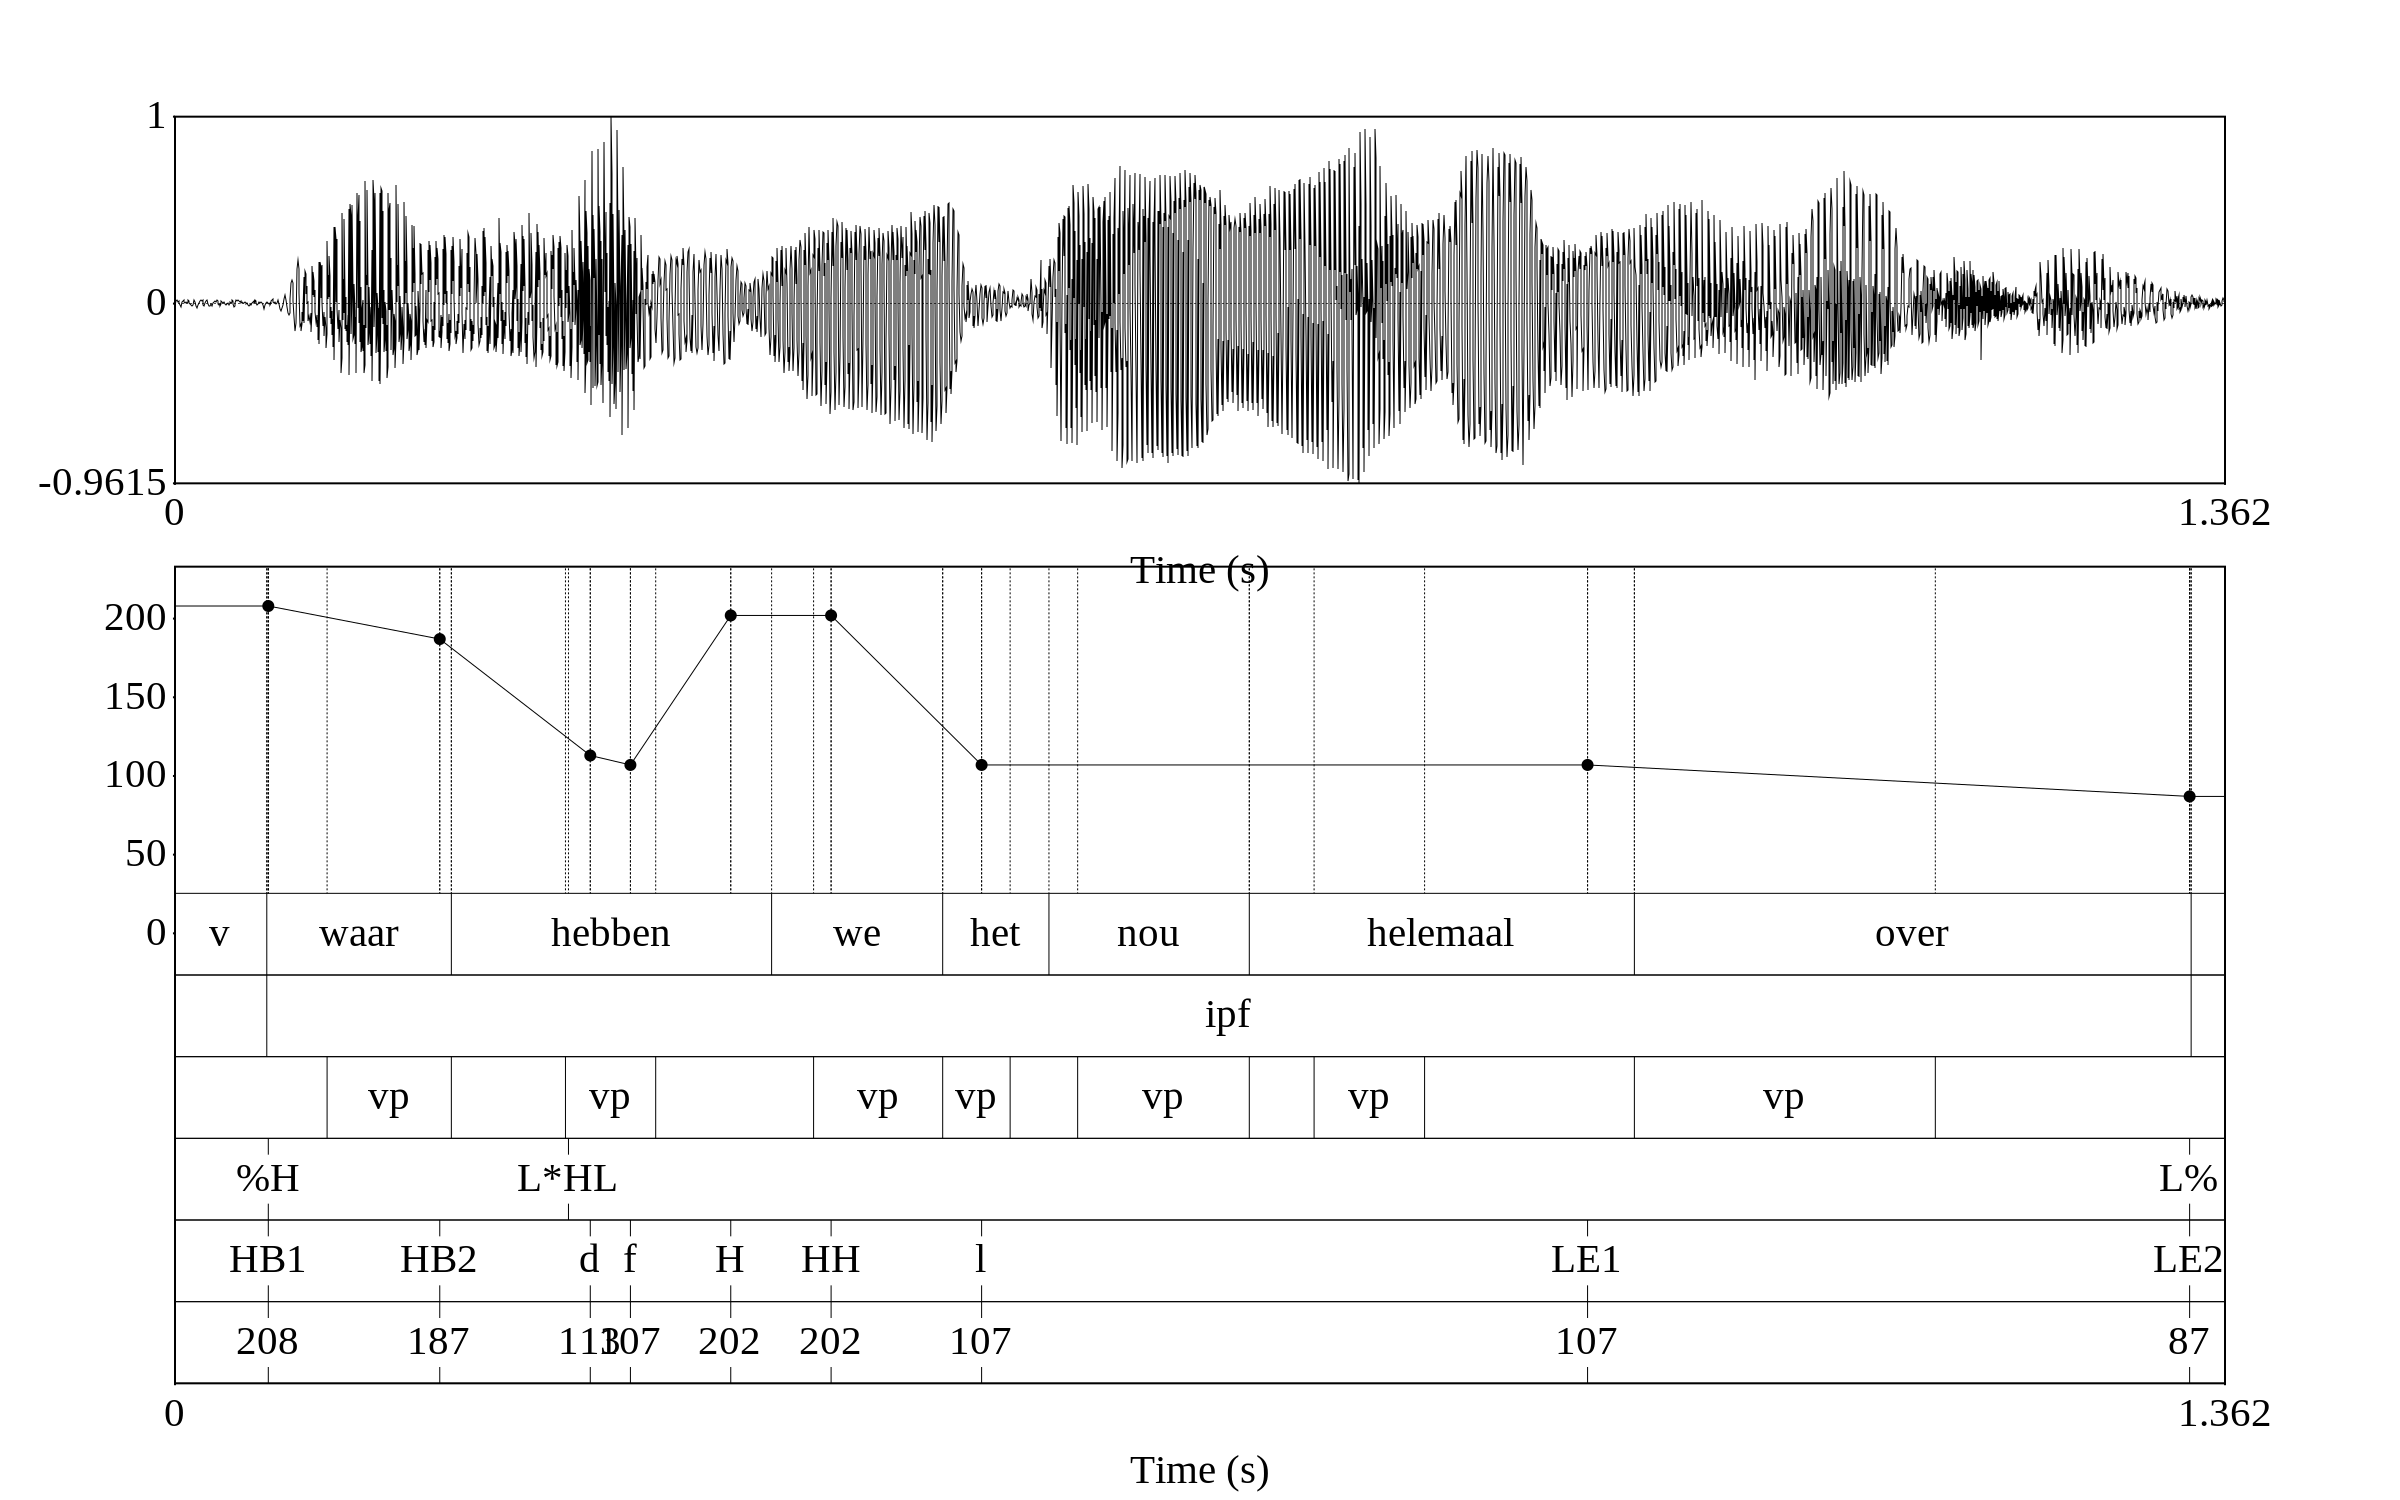 1
0
-0.9615
0 1.362
Time (s)
200
150
100
50
0
v waar hebben we het nou helemaal over
ipf
vp vp vp vp vp vp vp
%H L*HL L%
HB1 HB2 d f H HH l LE1 LE2
208 187 113 107 202 202 107 107 87
0 1.362
Time (s)